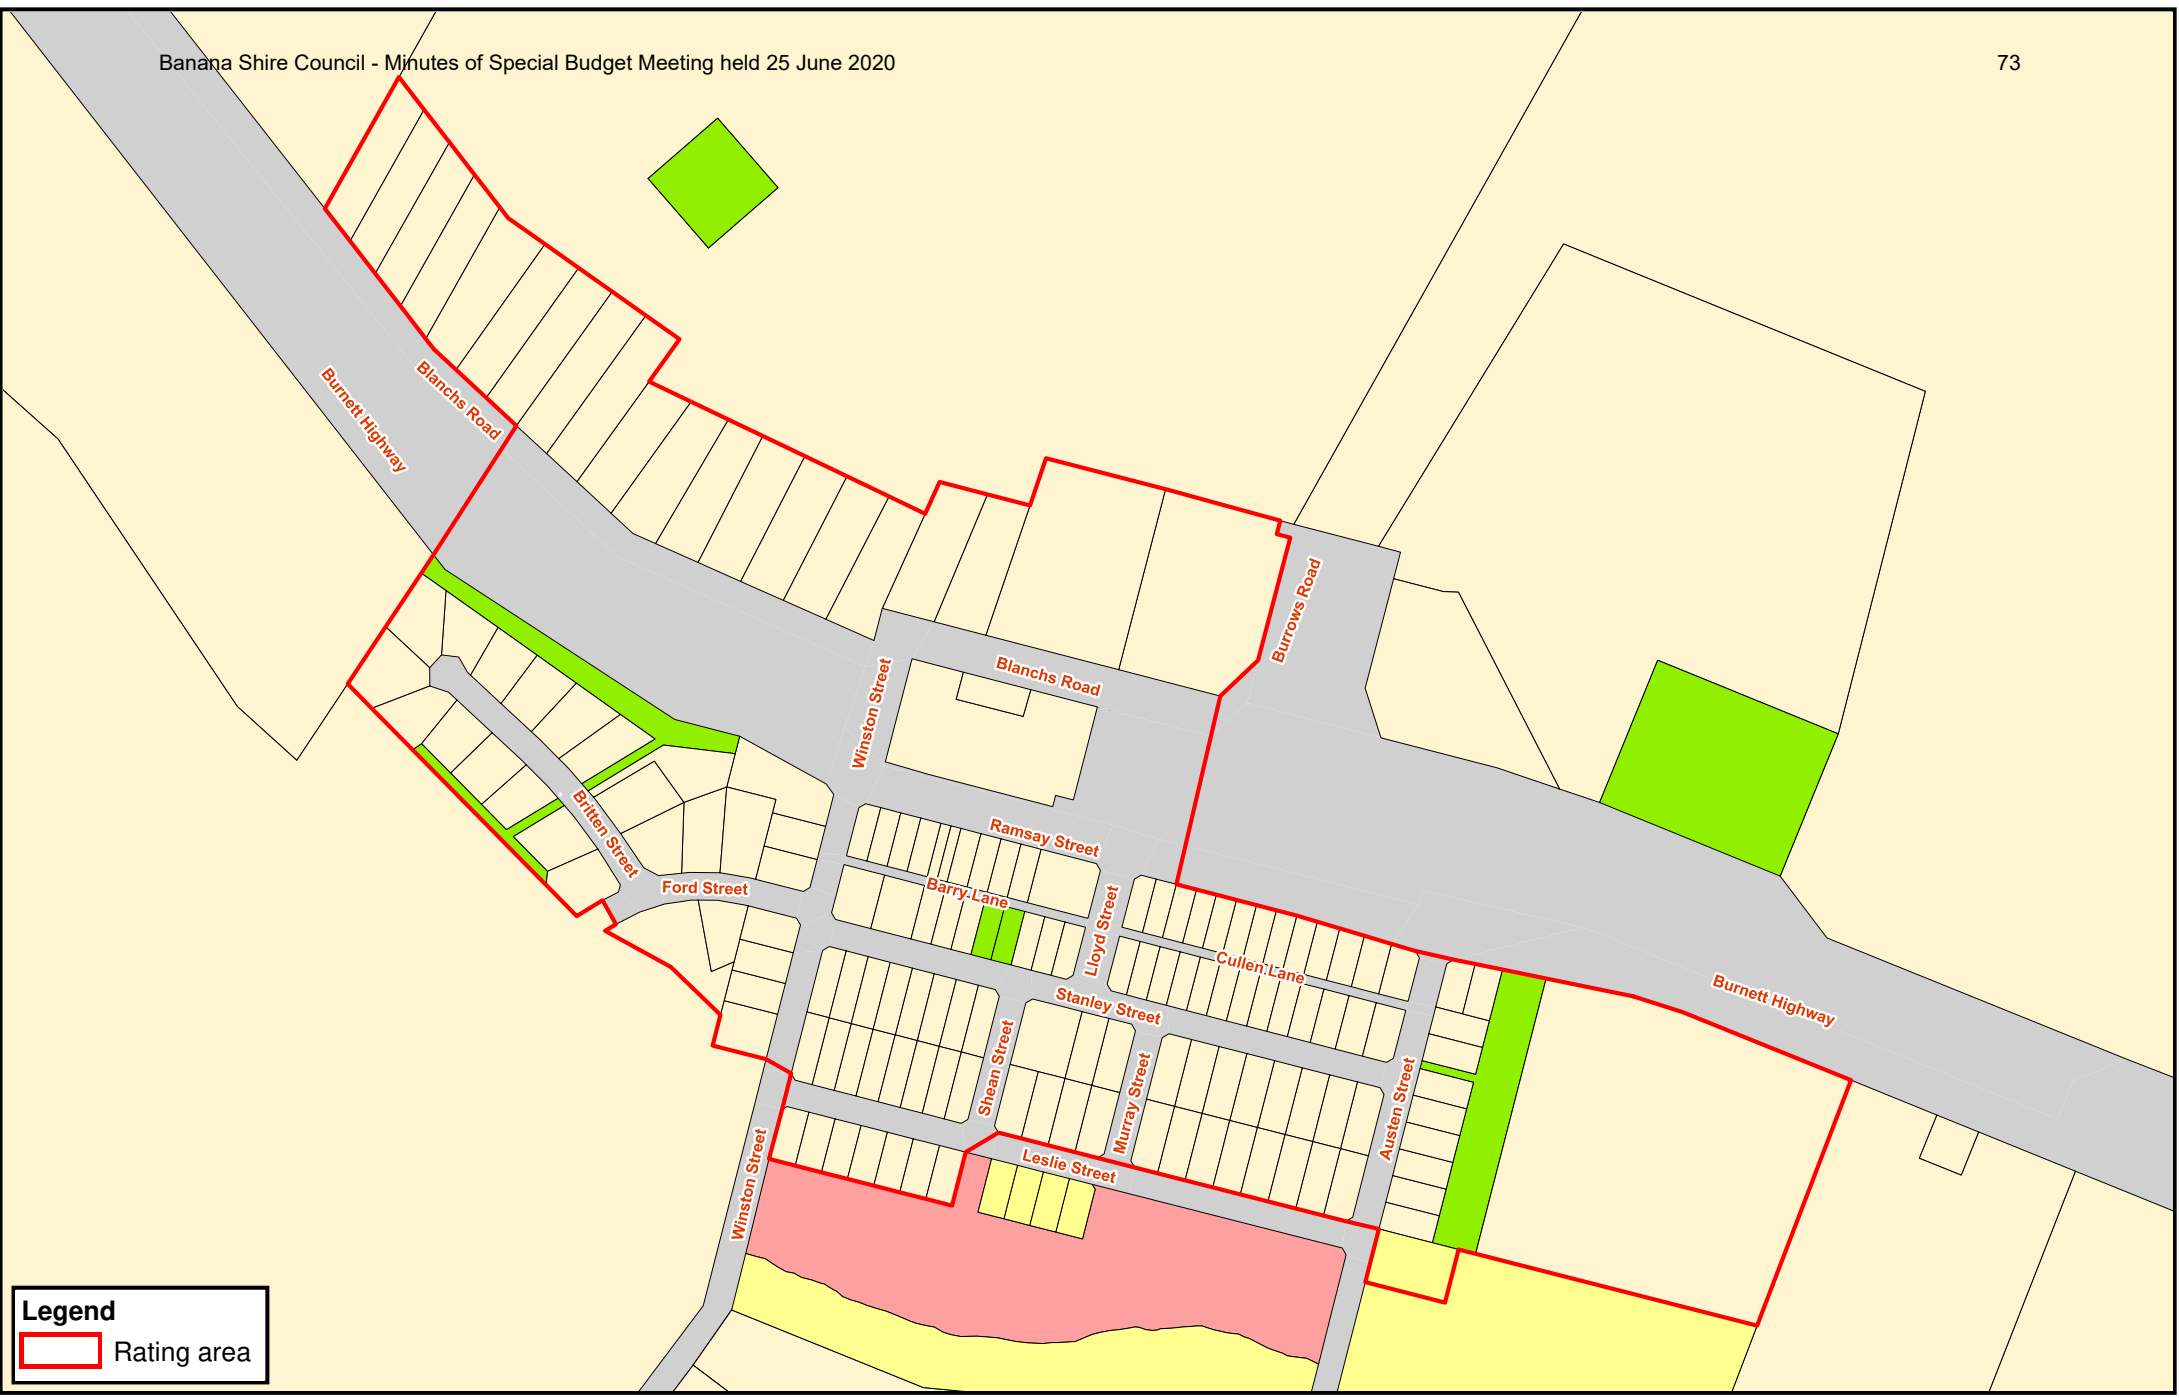 Banana Shire Council - Minutes of Special Budget Meeting held 25 June 2020 73
Burnett Highway
Blanchs Road
Burrows Road
Blanchs Road
Winston Street
Britten Street
Ramsay Street
Ford Street
Barry Lane
Lloyd Street
Cullen Lane
Stanley Street
Burnett Highway
Shean Street
Murray Street
Austen Street
Leslie Street
Winston Street
Legend
Rating area